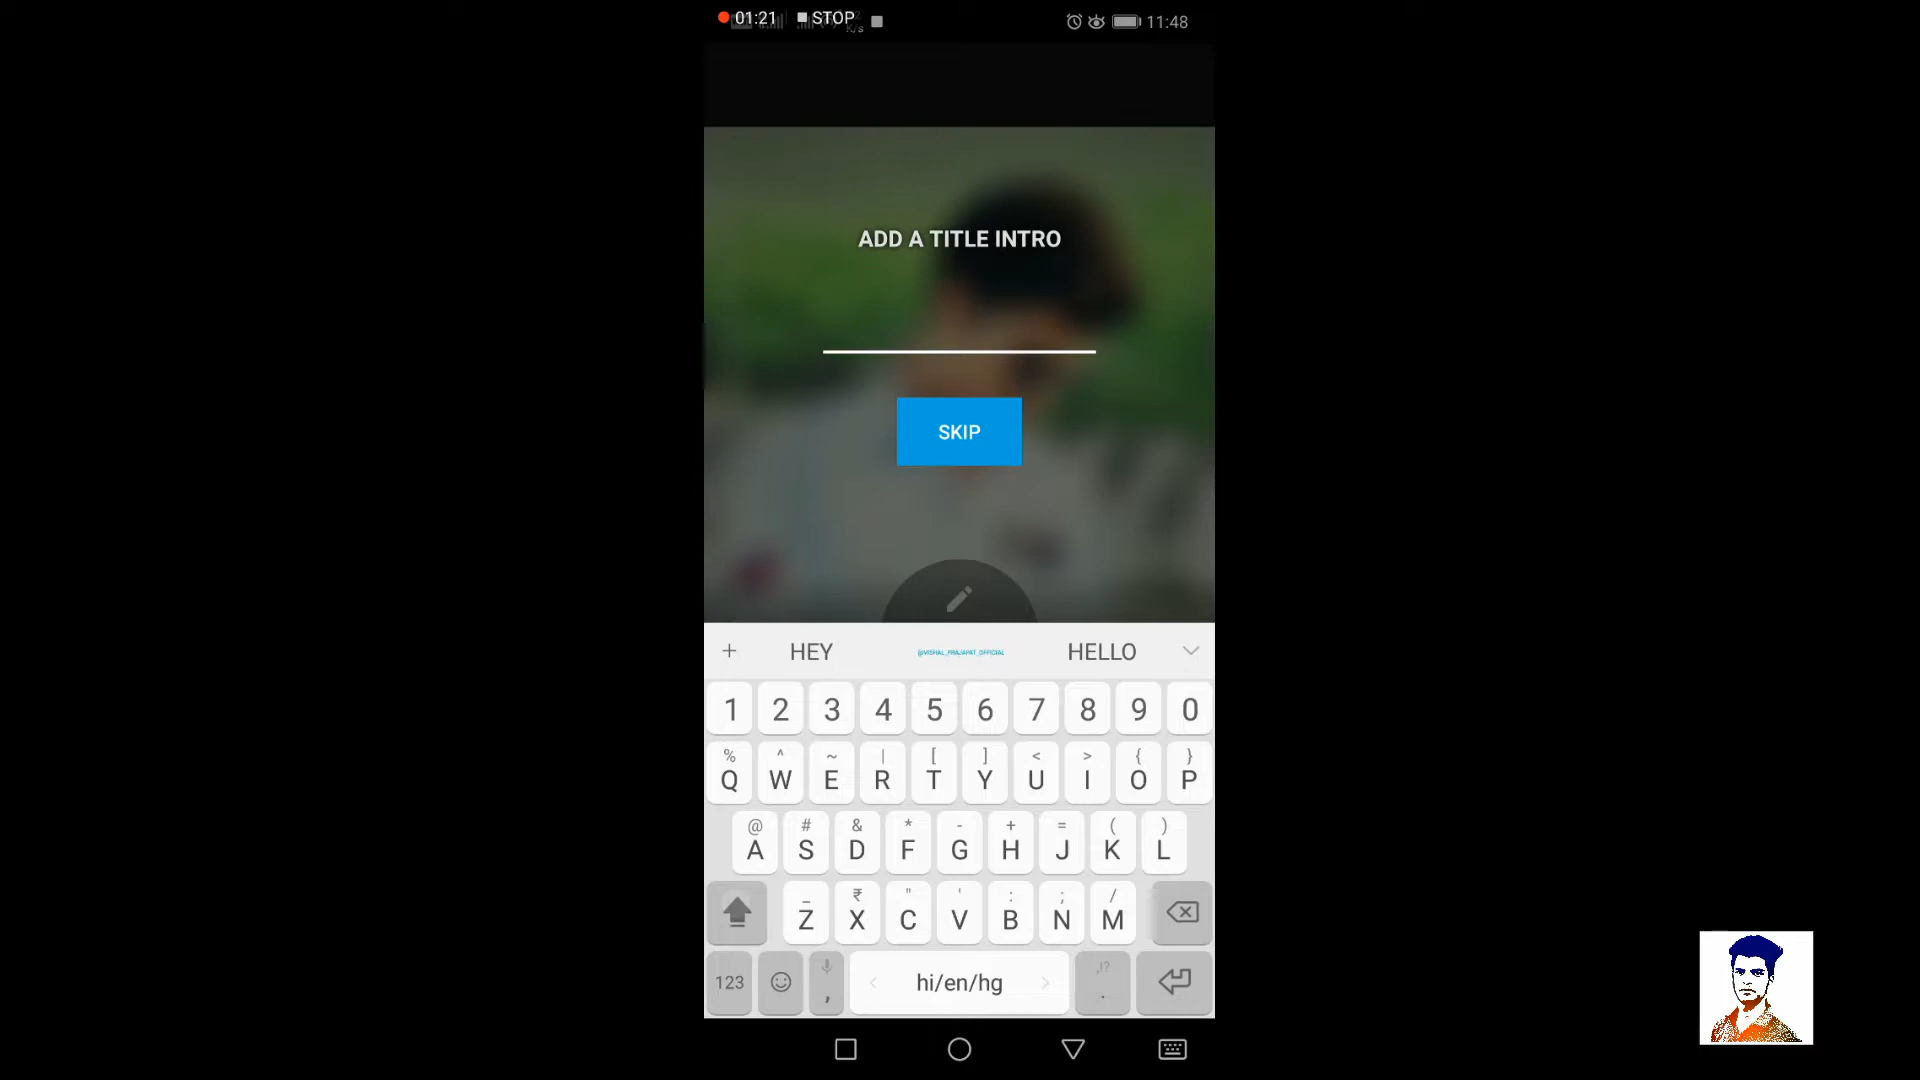 01:21 STOP K/s 11:48
ADD A TITLE INTRO
SKIP
+ HEY @VISHAL_PRAJAPAT_OFFICIAL HELLO
1 2 3 4 5 6 7 8 9 0
% ^ ~ | [ ] < > { }
Q W E R T Y U I O P
@ # & * - + = ( )
A S D F G H J K L
_ ₹ " ' : ; /
Z X C V B N M
,!?
123 , hi/en/hg .